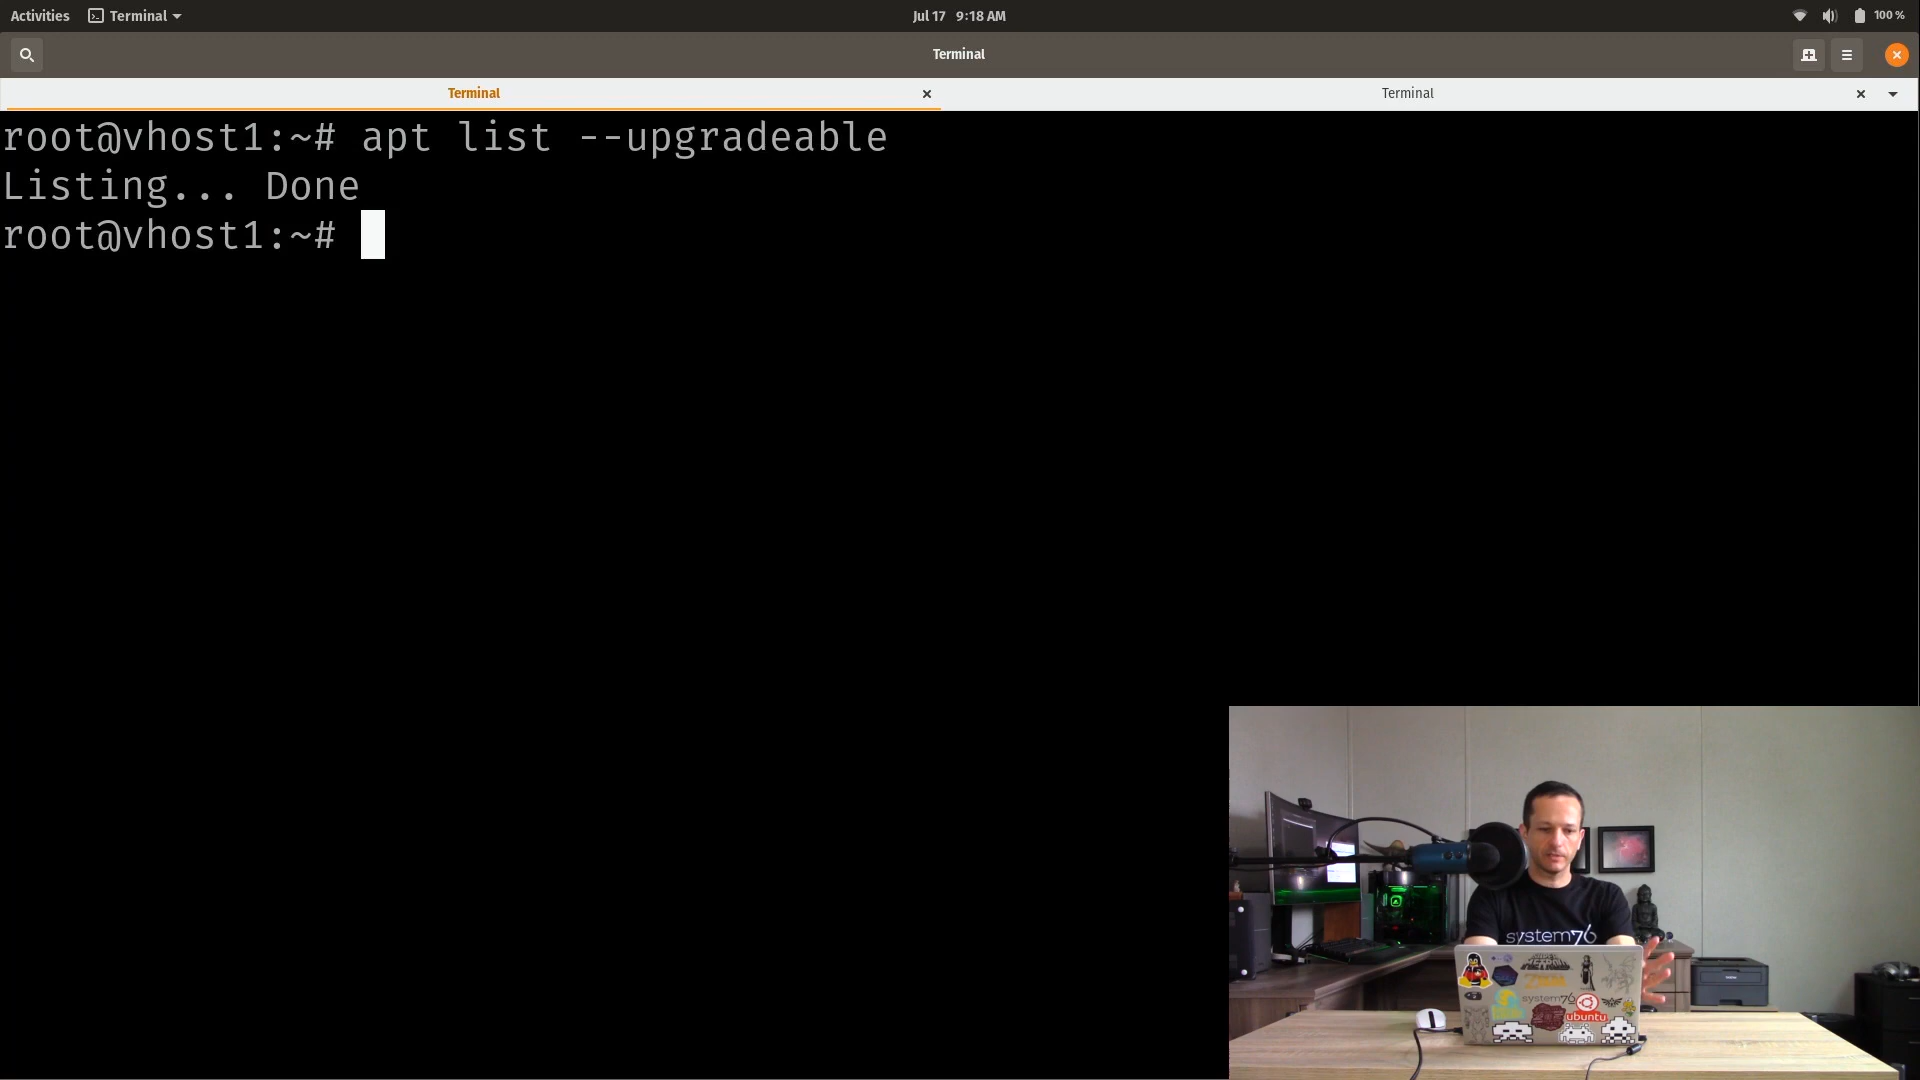 Activities
Terminal
Jul 17 9:18 AM
100 %
Terminal
Terminal
Terminal
root@vhost1:~# apt list --upgradeable
Listing... Done
root@vhost1:~#
system76
system76
ubuntu